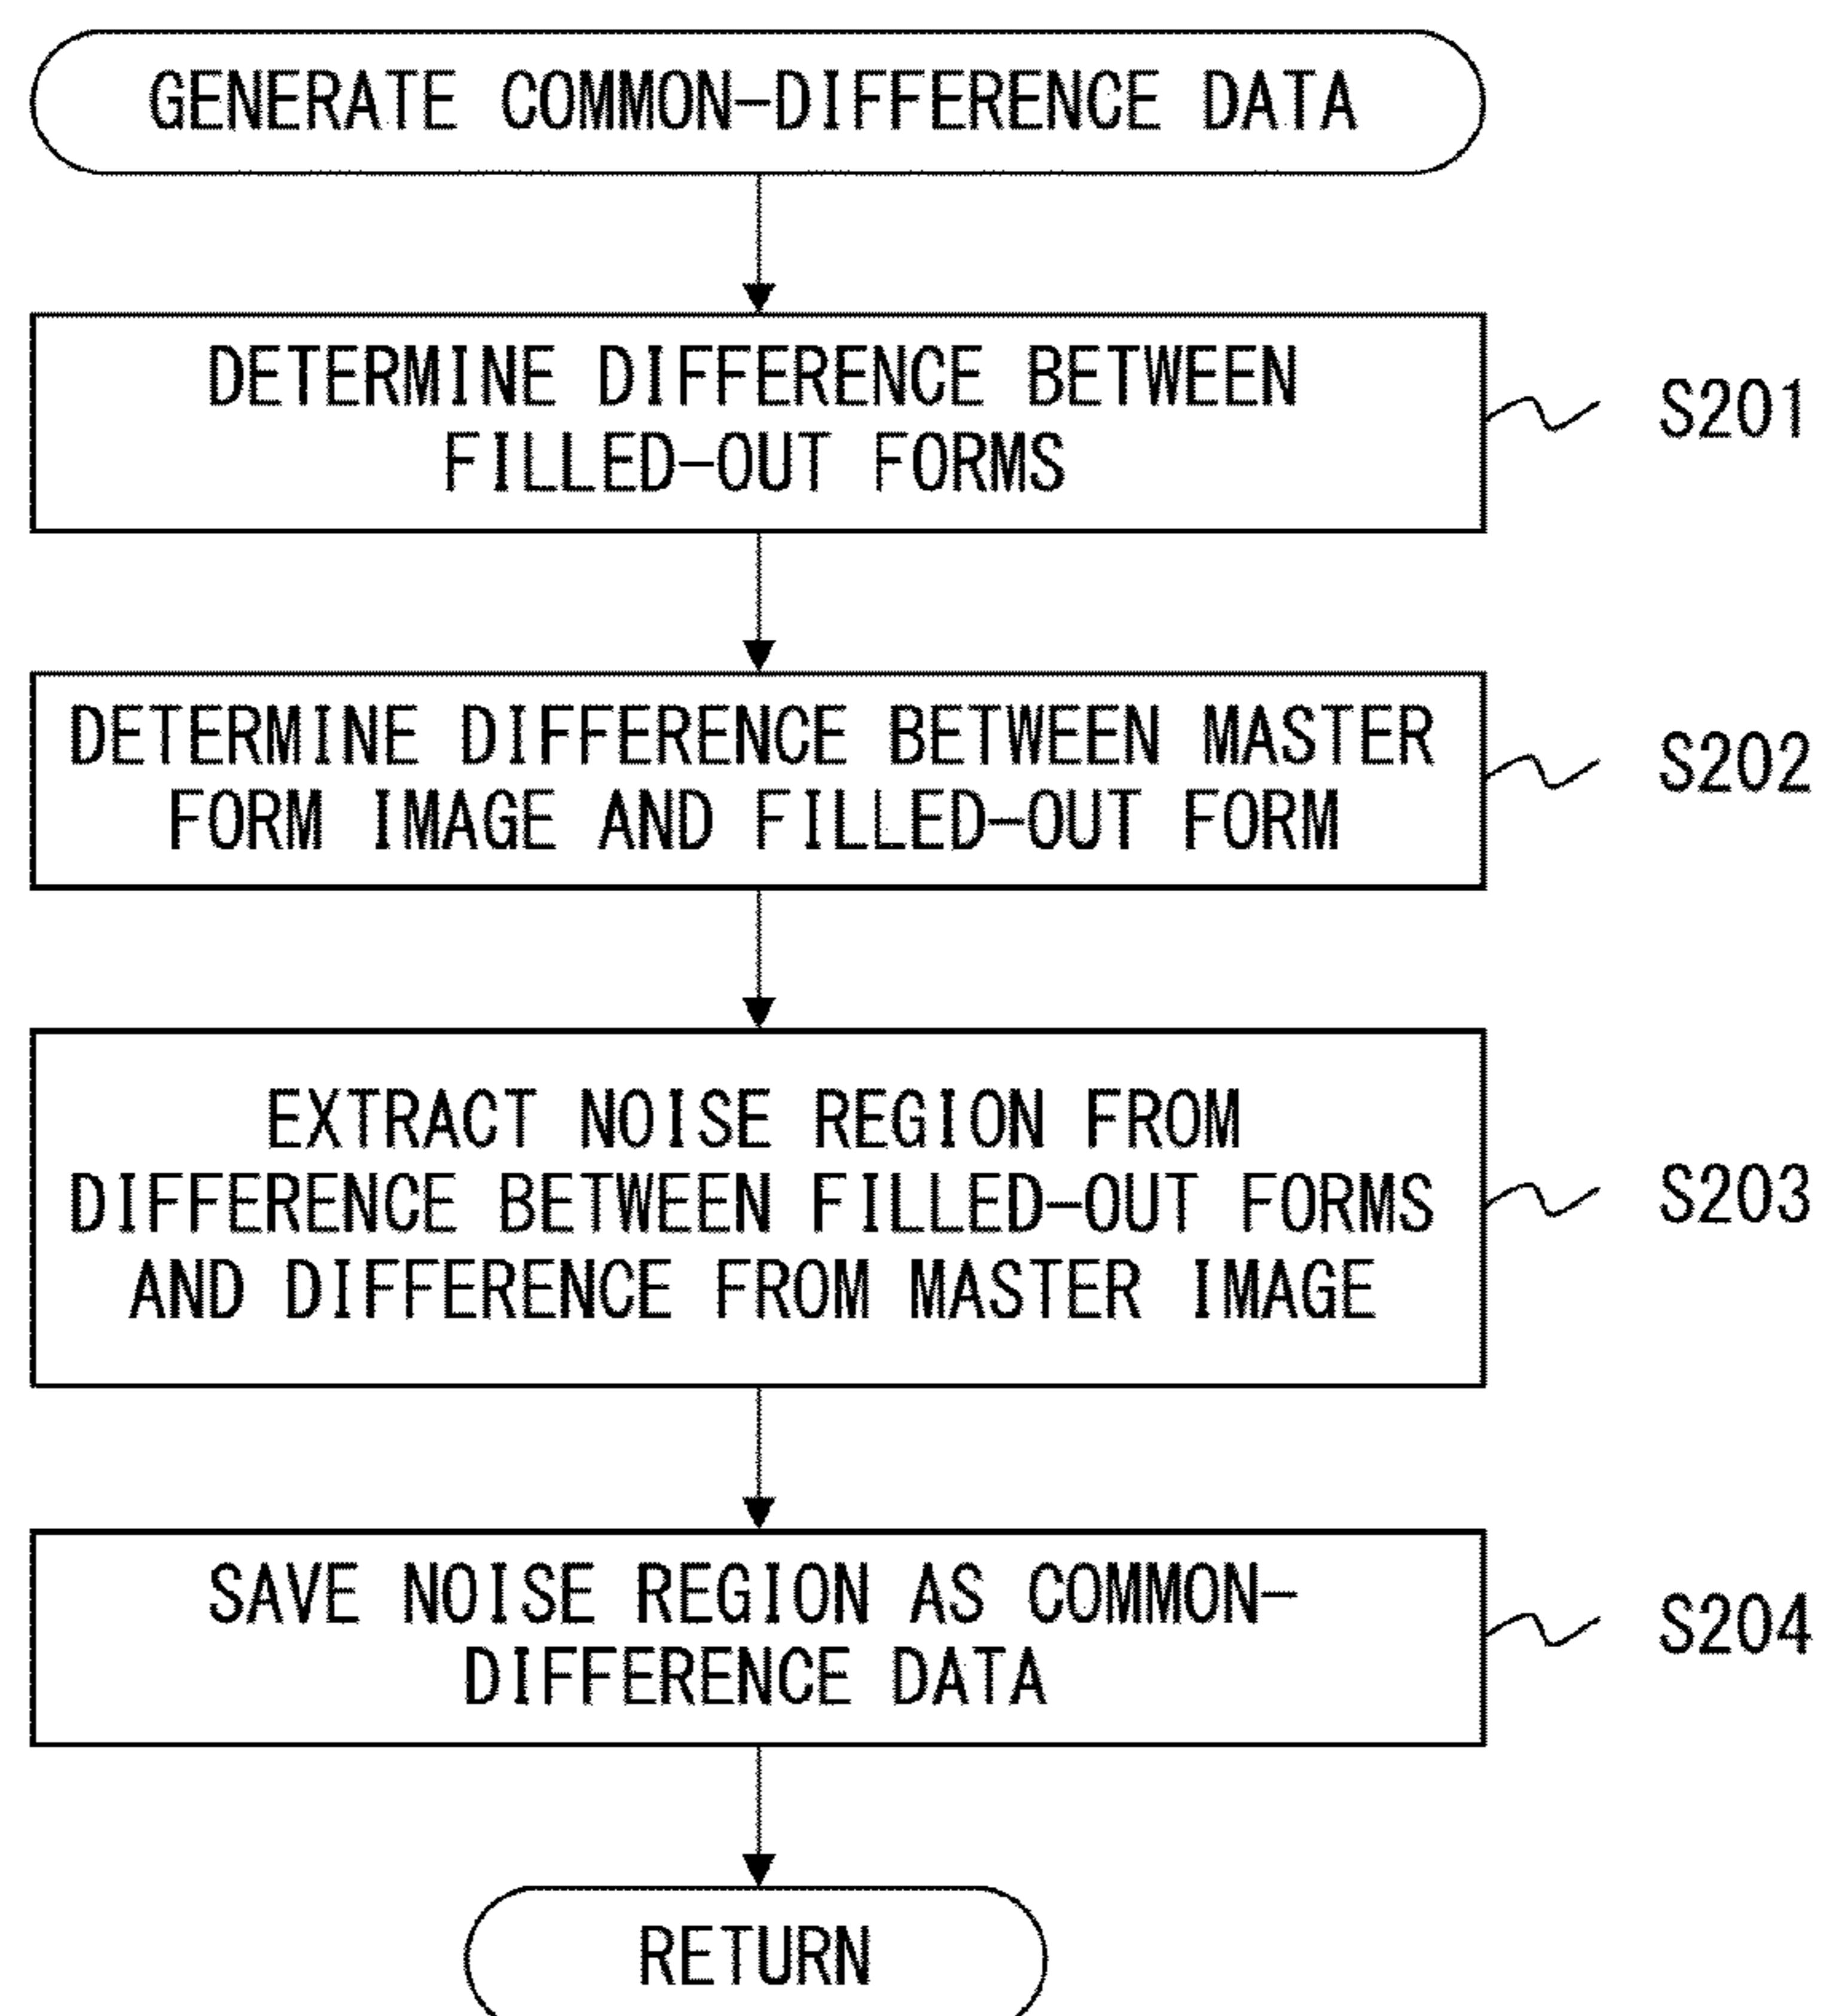 GENERATE COMMON-DIFFERENCE DATA
DETERMINE DIFFERENCE BETWEEN
FILLED-OUT FORMS
S201
DETERMINE DIFFERENCE BETWEEN MASTER
FORM IMAGE AND FILLED-OUT FORM
S202
EXTRACT NOISE REGION FROM
DIFFERENCE BETWEEN FILLED-OUT FORMS
AND DIFFERENCE FROM MASTER IMAGE
S203
SAVE NOISE REGION AS COMMON-
DIFFERENCE DATA
S204
RETURN